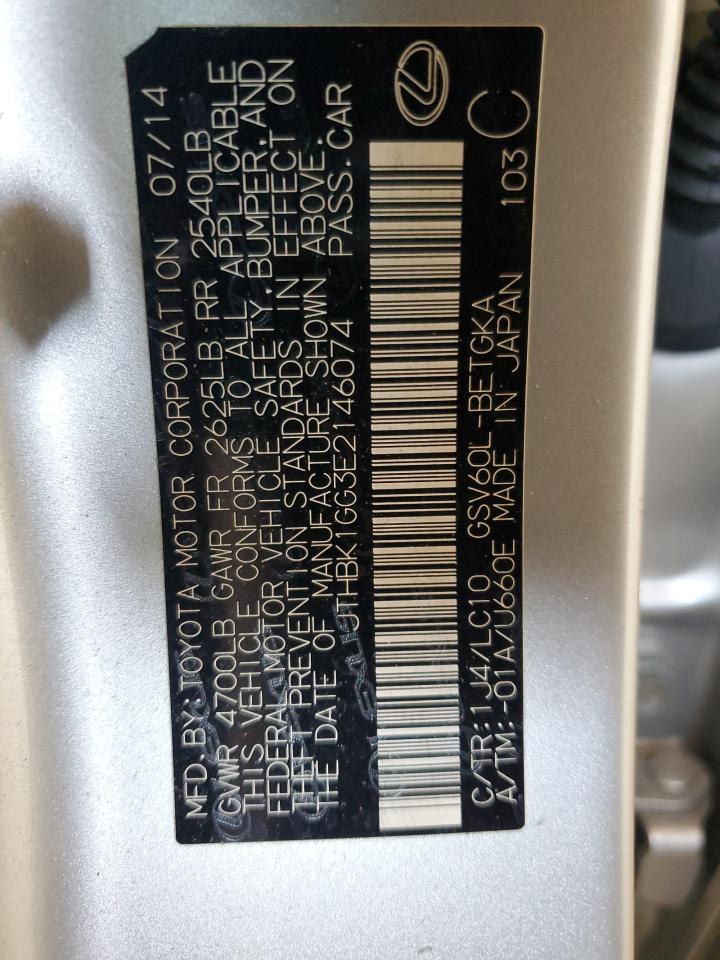 MFD. BY: TOYOTA MOTOR CORPORATION 07/14
GVWR 4700LB GAWR FR 2625LB RR 2540LB
THIS VEHICLE CONFORMS TO ALL APPLICABLE
FEDERAL MOTOR VEHICLE SAFETY, BUMPER, AND
THEFT PREVENTION STANDARDS IN EFFECT ON
THE DATE OF MANUFACTURE SHOWN ABOVE.
JTHBK1GG3E2146074 PASS. CAR
C/TR: 1J4/LC10 GSV60L-BETGKA
A/TM: -01A/U660E MADE IN JAPAN 103 C